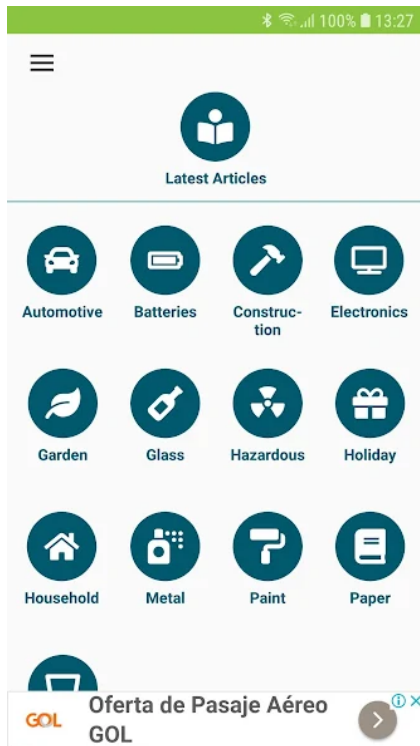 100% 13:27
Latest Articles
Automotive
Batteries
Construc-
tion
Electronics
Garden
Glass
Hazardous
Holiday
Household
Metal
Paint
Paper
GOL
Oferta de Pasaje Aéreo
GOL